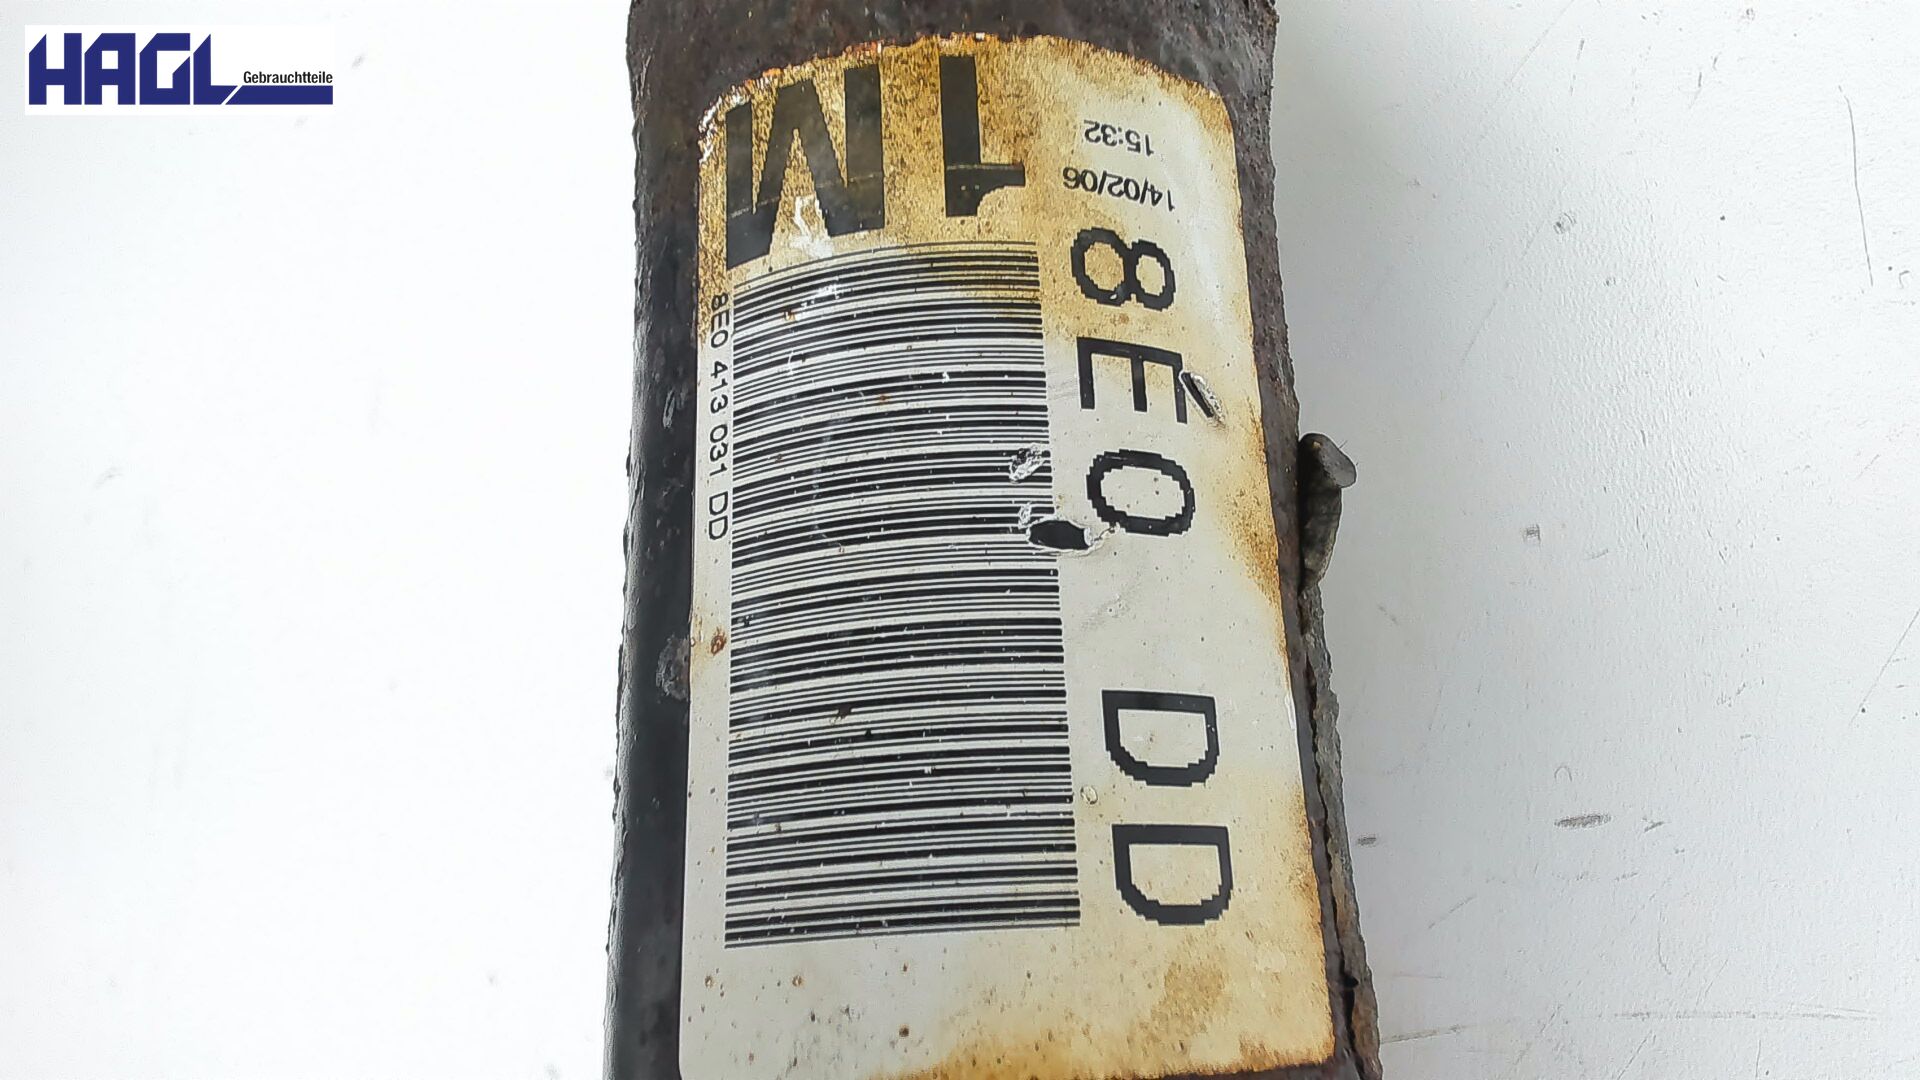 HAGL
Gebrauchtteile
1M
14/02/06
15:32
8E0 DD
8E0 413 031 DD